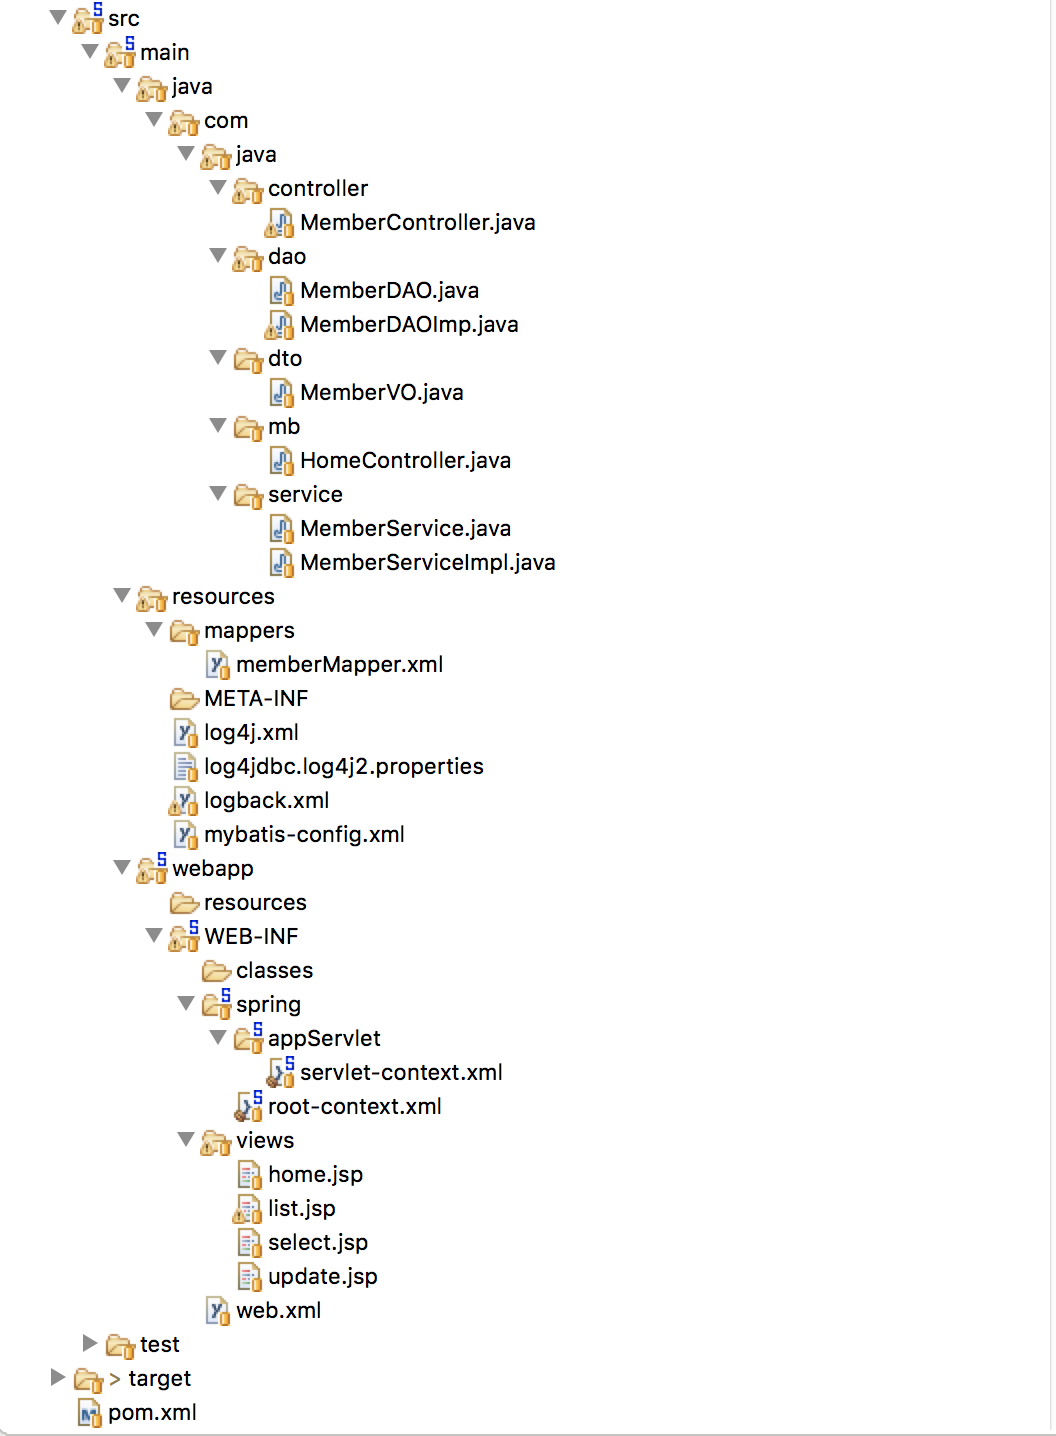 src
main
java
com
java
controller
MemberController.java
dao
MemberDAO.java
MemberDAOImp.java
dto
MemberVO.java
mb
HomeController.java
service
MemberService.java
MemberServiceImpl.java
resources
mappers
memberMapper.xml
META-INF
log4j.xml
log4jdbc.log4j2.properties
logback.xml
mybatis-config.xml
webapp
resources
WEB-INF
classes
spring
appServlet
servlet-context.xml
root-context.xml
views
home.jsp
list.jsp
select.jsp
update.jsp
web.xml
test
> target
pom.xml